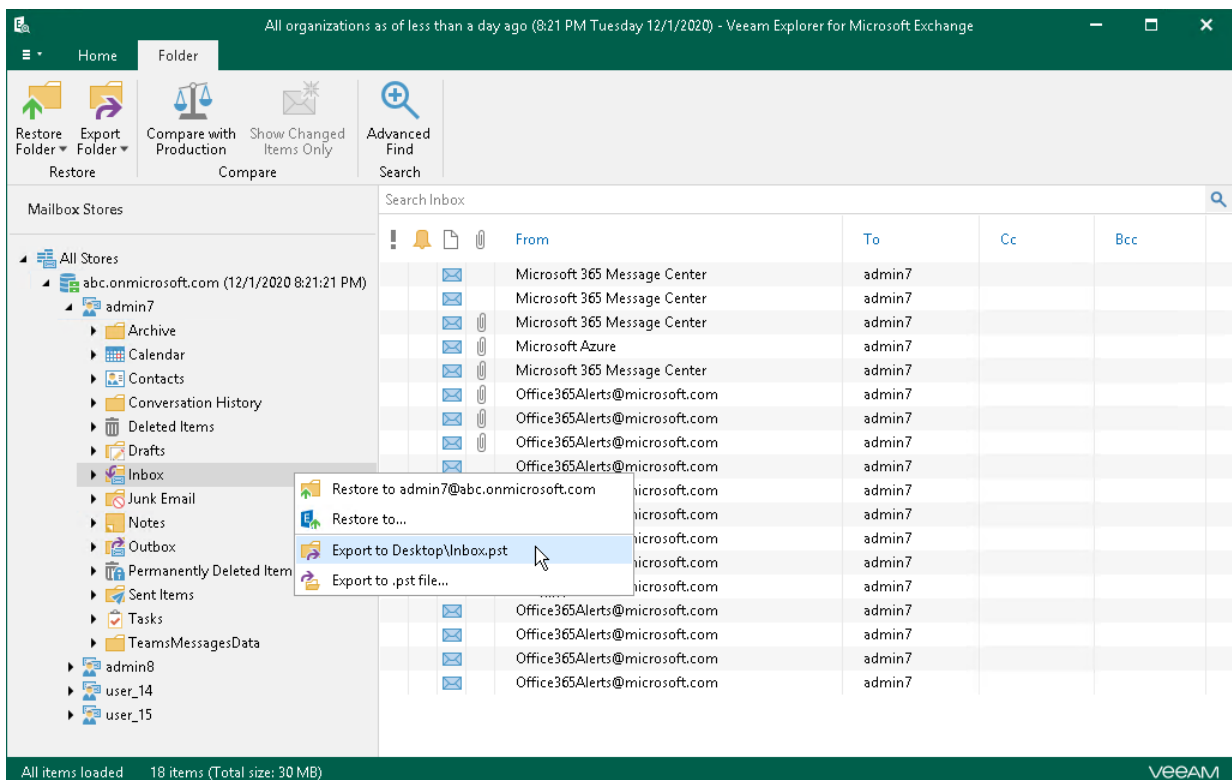 All organizations as of less than a day ago (8:21 PM Tuesday 12/1/2020) - Veeam Explorer for Microsoft Exchange
Home Folder
Restore Folder Export Folder Compare with Production Show Changed Items Only Advanced Find
Restore Compare Search
Mailbox Stores
All Stores
abc.onmicrosoft.com (12/1/2020 8:21:21 PM)
admin7
Archive
Calendar
Contacts
Conversation History
Deleted Items
Drafts
Inbox
Junk Email
Notes
Outbox
Permanently Deleted Item
Sent Items
Tasks
TeamsMessagesData
admin8
user_14
user_15
Search Inbox
From To Cc Bcc
Microsoft 365 Message Center admin7
Microsoft 365 Message Center admin7
Microsoft 365 Message Center admin7
Microsoft Azure admin7
Microsoft 365 Message Center admin7
Office365Alerts@microsoft.com admin7
Office365Alerts@microsoft.com admin7
Office365Alerts@microsoft.com admin7
Office365Alerts@microsoft.com admin7
icrosoft.com admin7
icrosoft.com admin7
icrosoft.com admin7
icrosoft.com admin7
icrosoft.com admin7
Office365Alerts@microsoft.com admin7
Office365Alerts@microsoft.com admin7
Office365Alerts@microsoft.com admin7
Office365Alerts@microsoft.com admin7
Restore to admin7@abc.onmicrosoft.com
Restore to...
Export to Desktop\Inbox.pst
Export to .pst file...
All items loaded 18 items (Total size: 30 MB) VEEAM